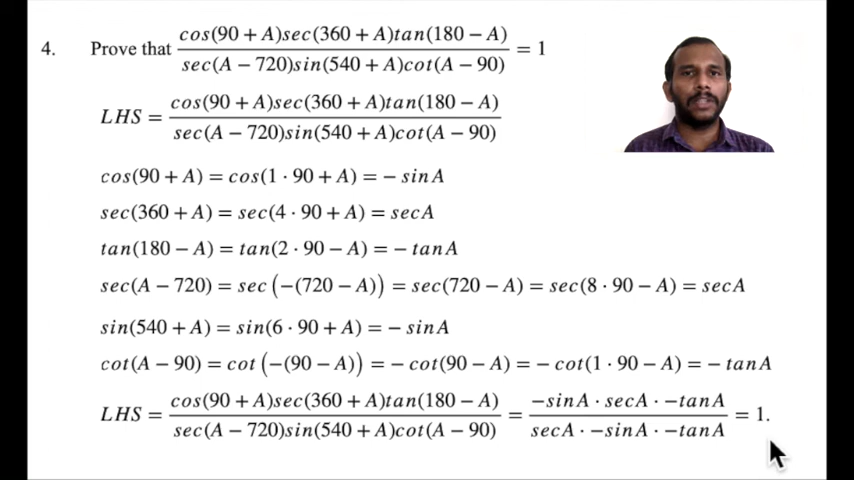 4. Prove that cos(90 + A)sec(360 + A)tan(180 − A) / sec(A − 720)sin(540 + A)cot(A − 90) = 1
LHS = cos(90 + A)sec(360 + A)tan(180 − A) / sec(A − 720)sin(540 + A)cot(A − 90)
cos(90 + A) = cos(1 · 90 + A) = − sinA
sec(360 + A) = sec(4 · 90 + A) = secA
tan(180 − A) = tan(2 · 90 − A) = − tanA
sec(A − 720) = sec(−(720 − A)) = sec(720 − A) = sec(8 · 90 − A) = secA
sin(540 + A) = sin(6 · 90 + A) = − sinA
cot(A − 90) = cot(−(90 − A)) = − cot(90 − A) = − cot(1 · 90 − A) = − tanA
LHS = cos(90 + A)sec(360 + A)tan(180 − A) / sec(A − 720)sin(540 + A)cot(A − 90) = −sinA · secA · −tanA / secA · −sinA · −tanA = 1.